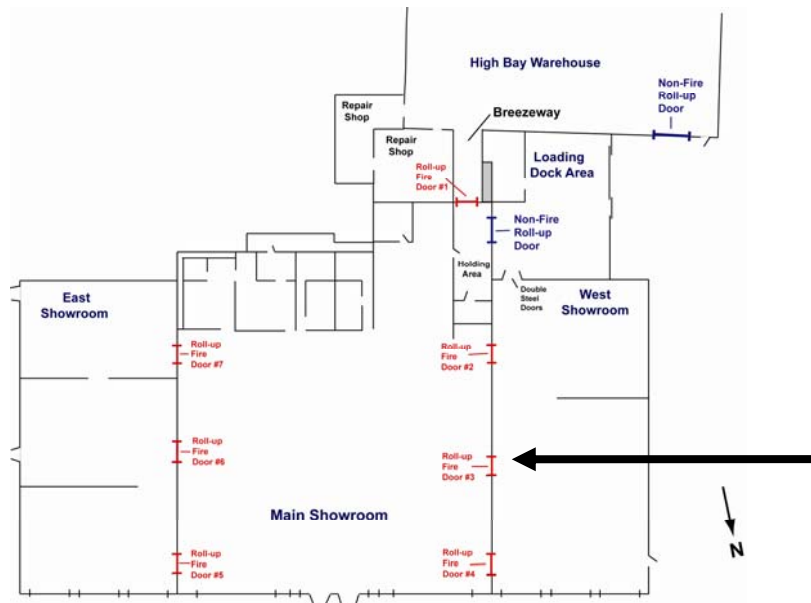 High Bay Warehouse
Non-Fire
Roll-up
Door
Repair
Shop
Breezeway
Repair
Shop
Loading
Dock Area
Roll-up
Fire
Door #1
Non-Fire
Roll-up
Door
Holding
Area
Double
Steel
Doors
East
Showroom
West
Showroom
Roll-up
Fire
Door #7
Roll-up
Fire
Door #2
Roll-up
Fire
Door #6
Roll-up
Fire
Door #3
Main Showroom
Roll-up
Fire
Door #5
Roll-up
Fire
Door #4
N